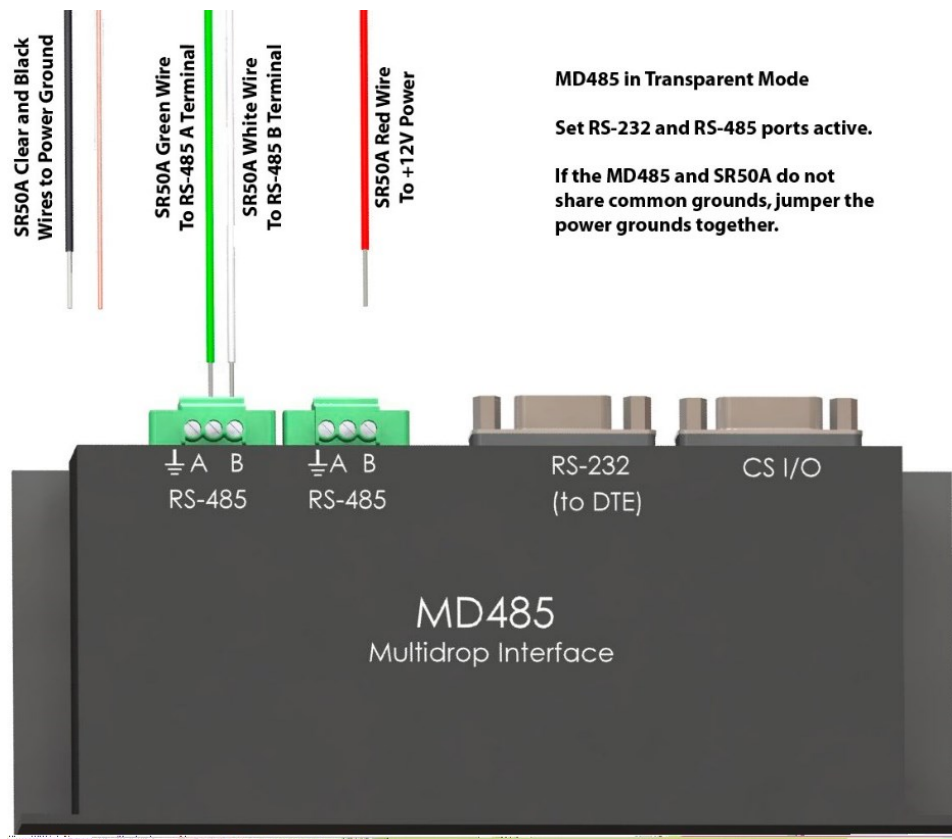 SR50A Clear and Black
Wires to Power Ground
SR50A Green Wire
To RS-485 A Terminal
SR50A White Wire
To RS-485 B Terminal
SR50A Red Wire
To +12V Power
MD485 in Transparent Mode
Set RS-232 and RS-485 ports active.
If the MD485 and SR50A do not
share common grounds, jumper the
power grounds together.
A B
RS-485
A B
RS-485
RS-232
(to DTE)
CS I/O
MD485
Multidrop Interface